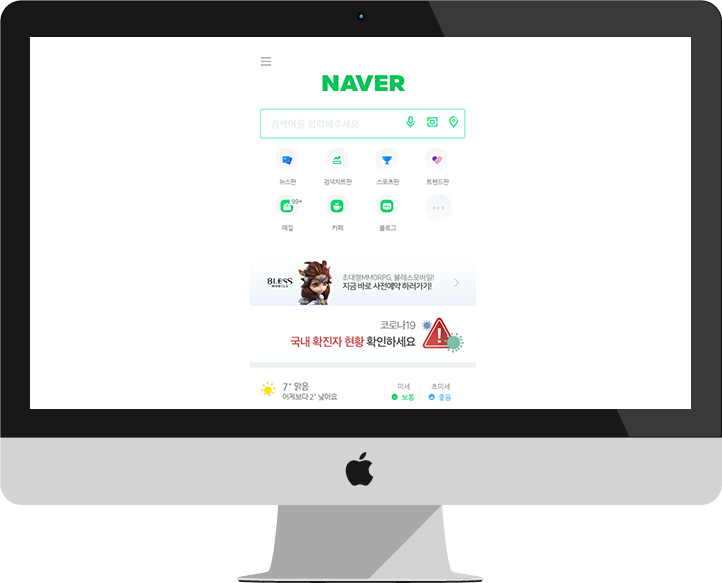 NAVER
검색어를 입력해주세요.
뉴스판 검색차트판 스포츠판 트렌드판
99+
메일 카페 블로그
BLESS
MOBILE
초대형MMORPG, 블레스모바일!
지금 바로 사전예약 하러가기!
코로나19
국내 확진자 현황 확인하세요
7° 맑음
어제보다 2° 낮아요
미세 초미세
보통 좋음